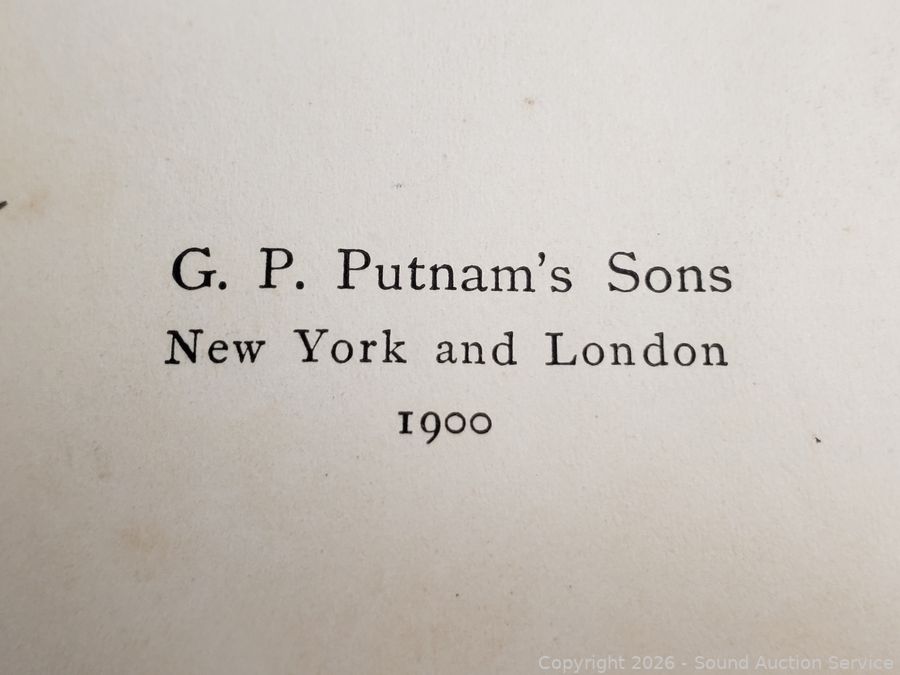 G. P. Putnam's Sons
New York and London
1900
Copyright 2026 - Sound Auction Service